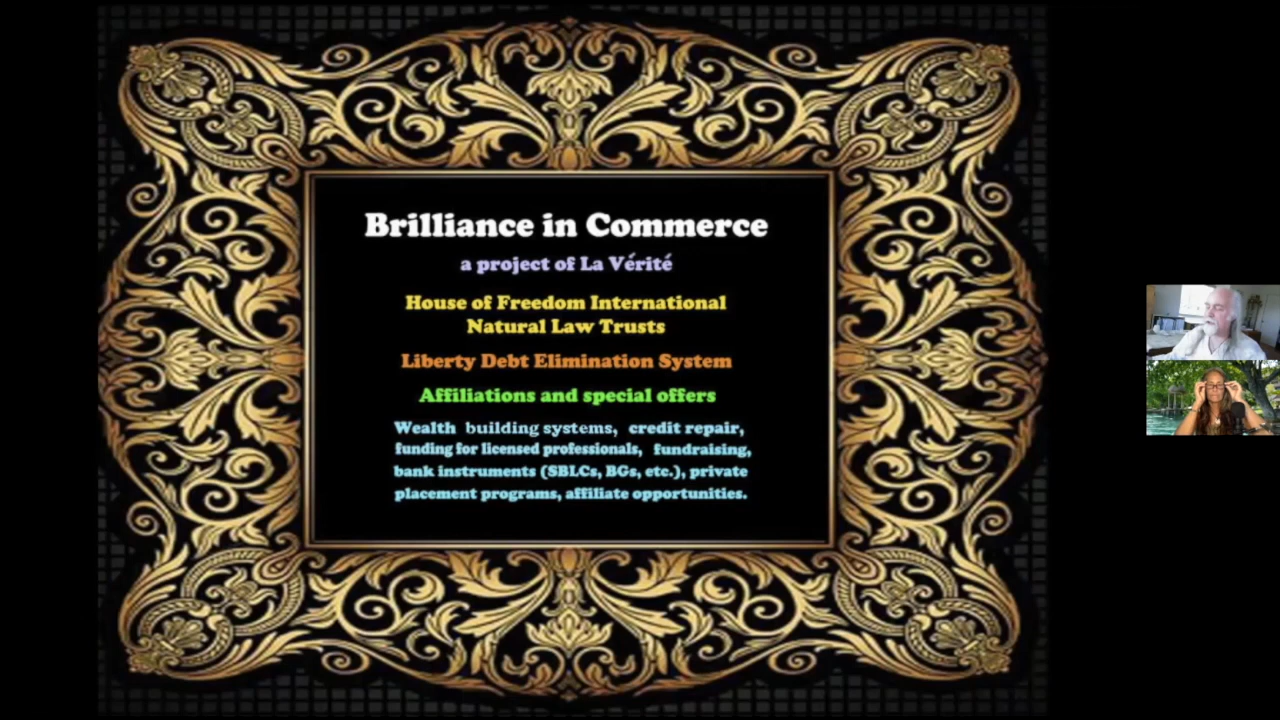 Brilliance in Commerce
a project of La Vérité
House of Freedom International
Natural Law Trusts
Liberty Debt Elimination System
Affiliations and special offers
Wealth building systems, credit repair,
funding for licensed professionals, fundraising,
bank instruments (SBLCs, BGs, etc.), private
placement programs, affiliate opportunities.